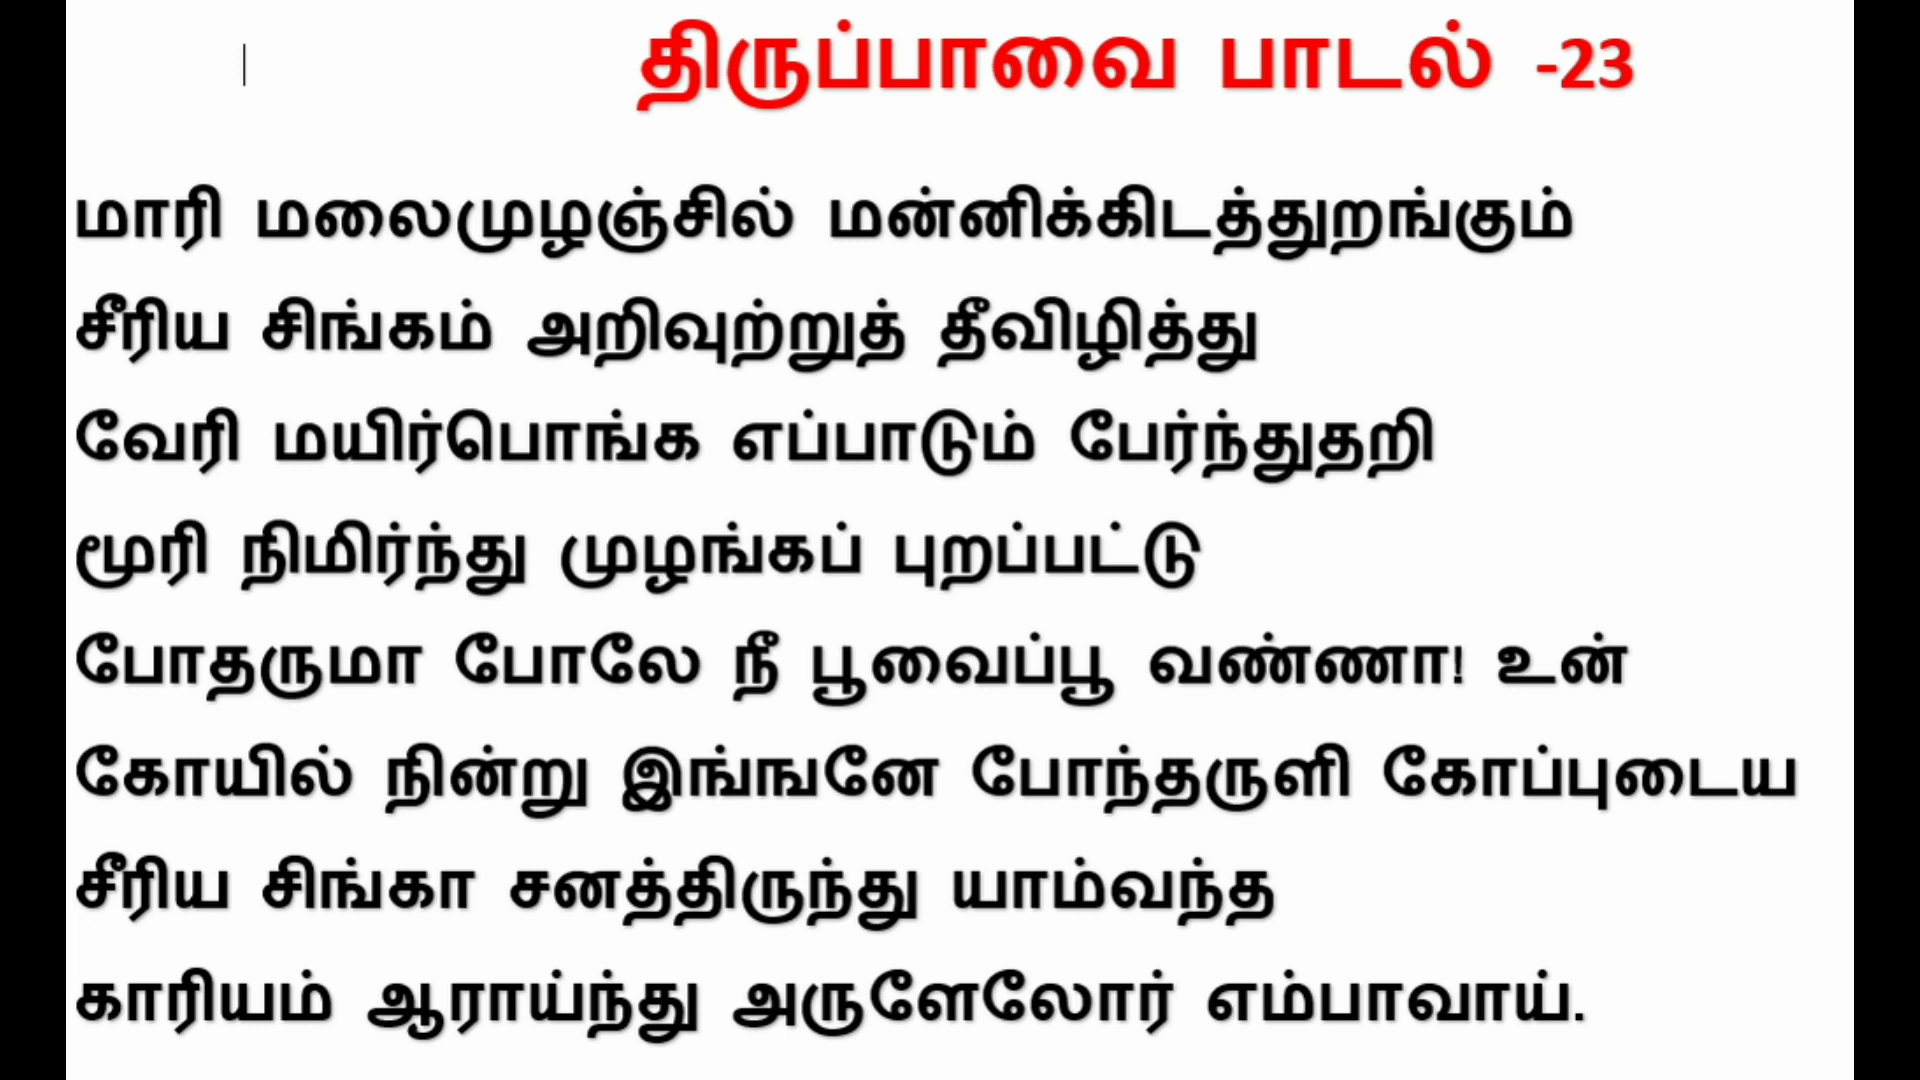 திருப்பாவை பாடல் -23
மாரி மலைமுழஞ்சில் மன்னிக்கிடத்துறங்கும்
சீரிய சிங்கம் அறிவுற்றுத் தீவிழித்து
வேரி மயிர்பொங்க எப்பாடும் பேர்ந்துதறி
மூரி நிமிர்ந்து முழங்கப் புறப்பட்டு
போதருமா போலே நீ பூவைப்பூ வண்ணா! உன்
கோயில் நின்று இங்ஙனே போந்தருளி கோப்புடைய
சீரிய சிங்கா சனத்திருந்து யாம்வந்த
காரியம் ஆராய்ந்து அருளேலோர் எம்பாவாய்.